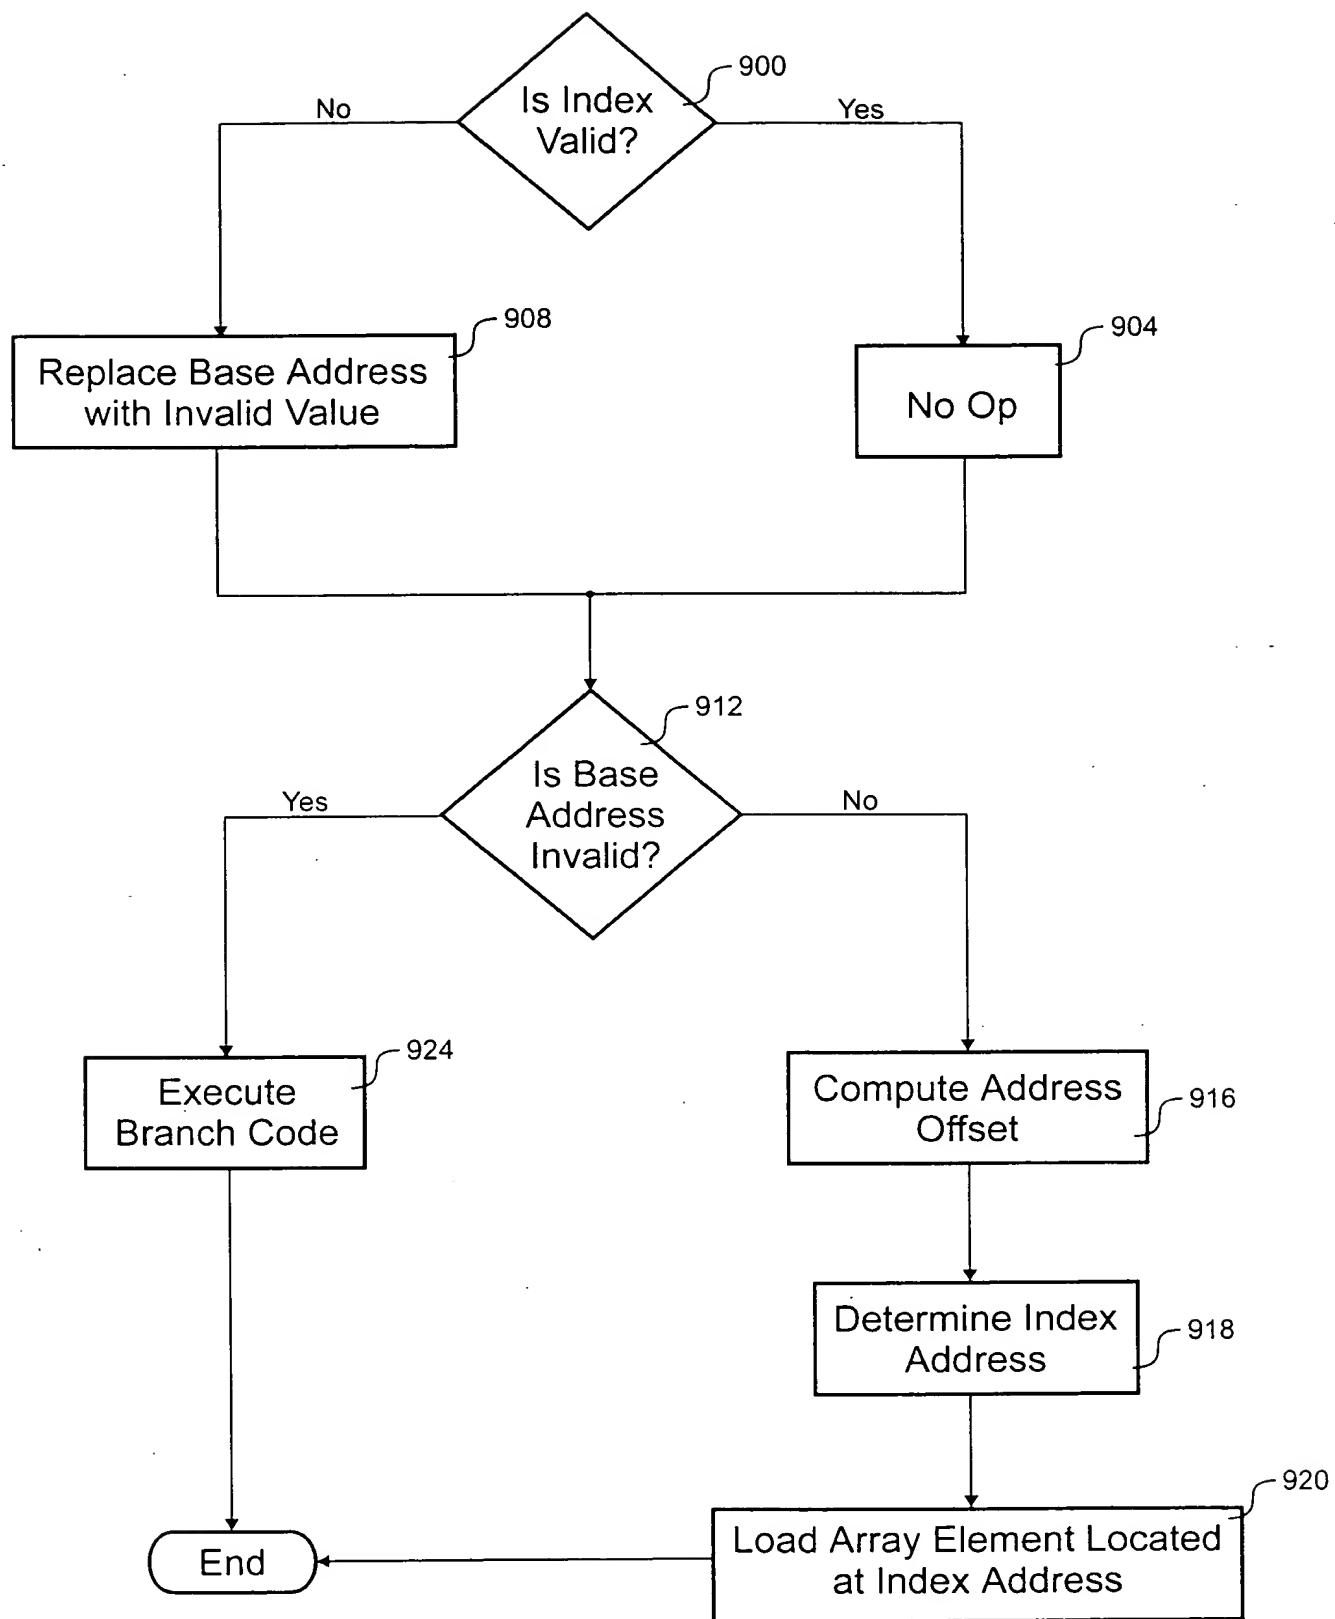 900
Is Index
Valid?
No
Yes
908
Replace Base Address
with Invalid Value
904
No Op
912
Is Base
Address
Invalid?
Yes
No
924
Execute
Branch Code
Compute Address
Offset
916
Determine Index
Address
918
920
Load Array Element Located
at Index Address
End